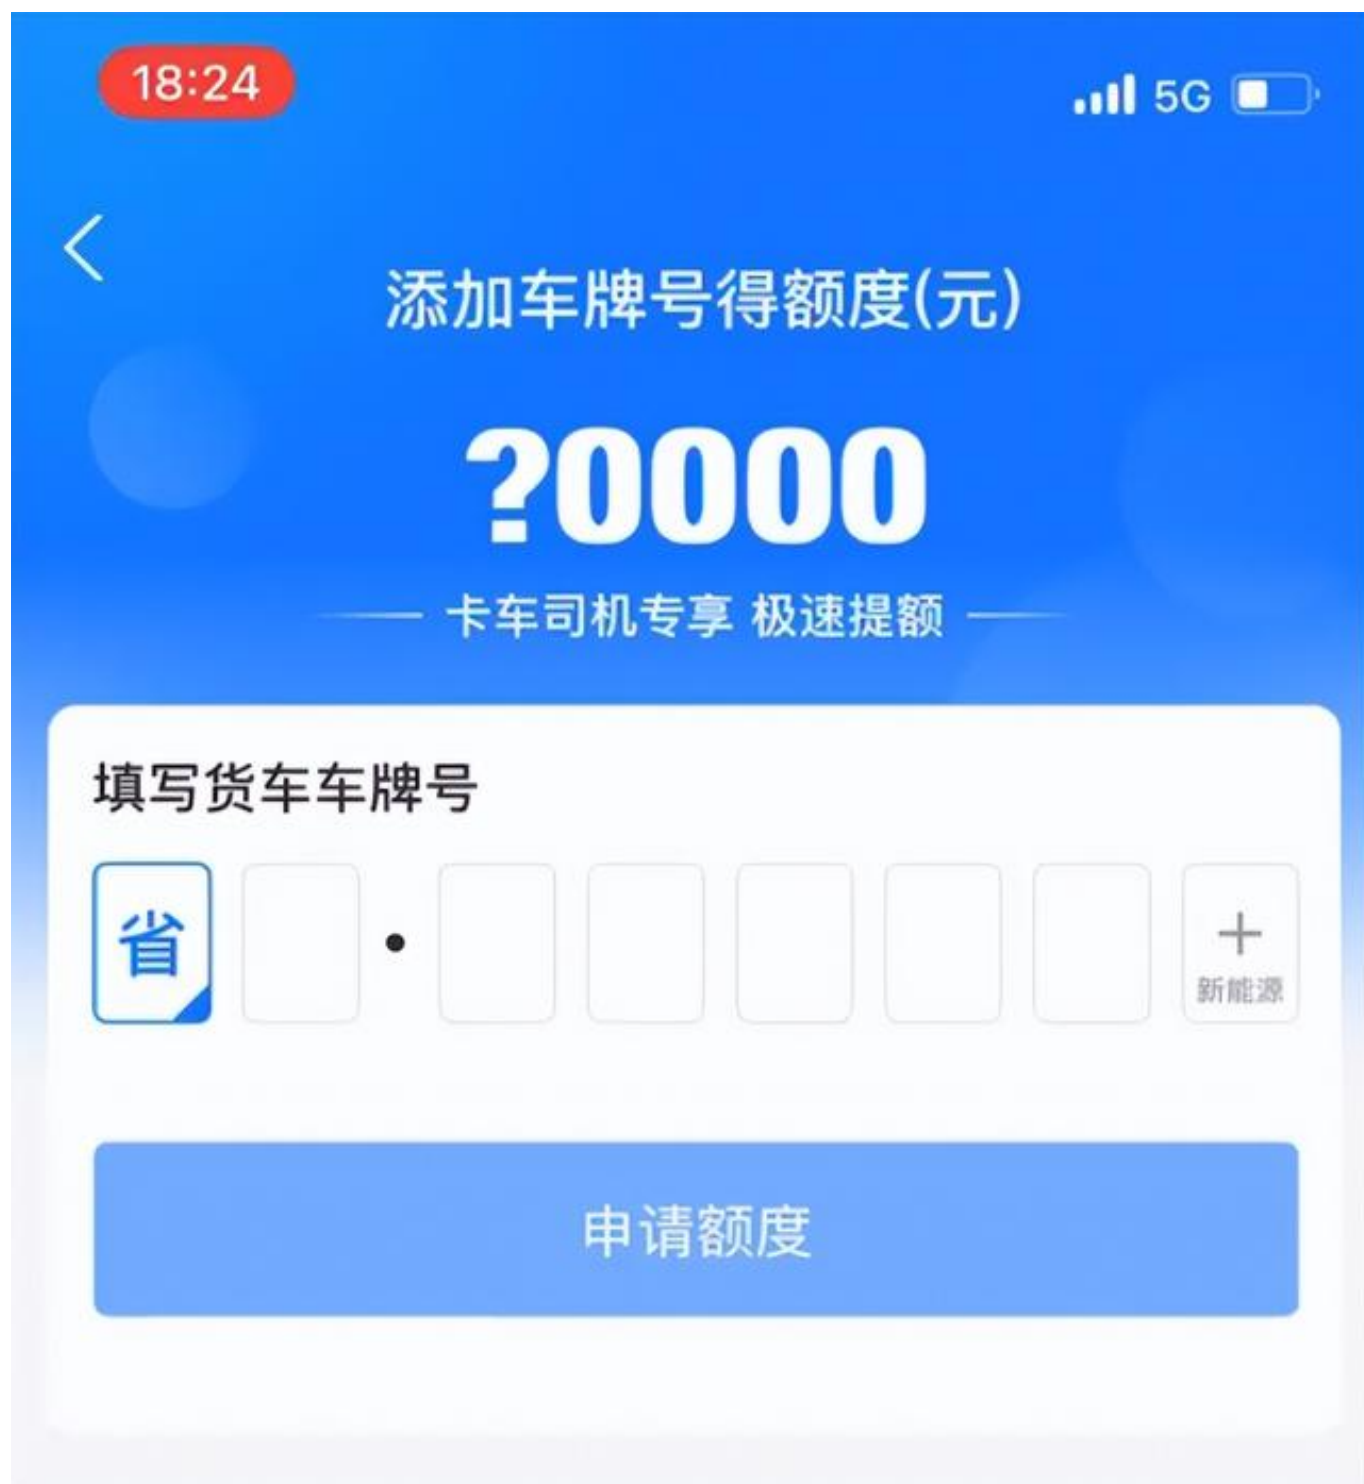 18:24
5G
添加车牌号得额度(元)
?0000
卡车司机专享 极速提额
填写货车车牌号
省
新能源
申请额度